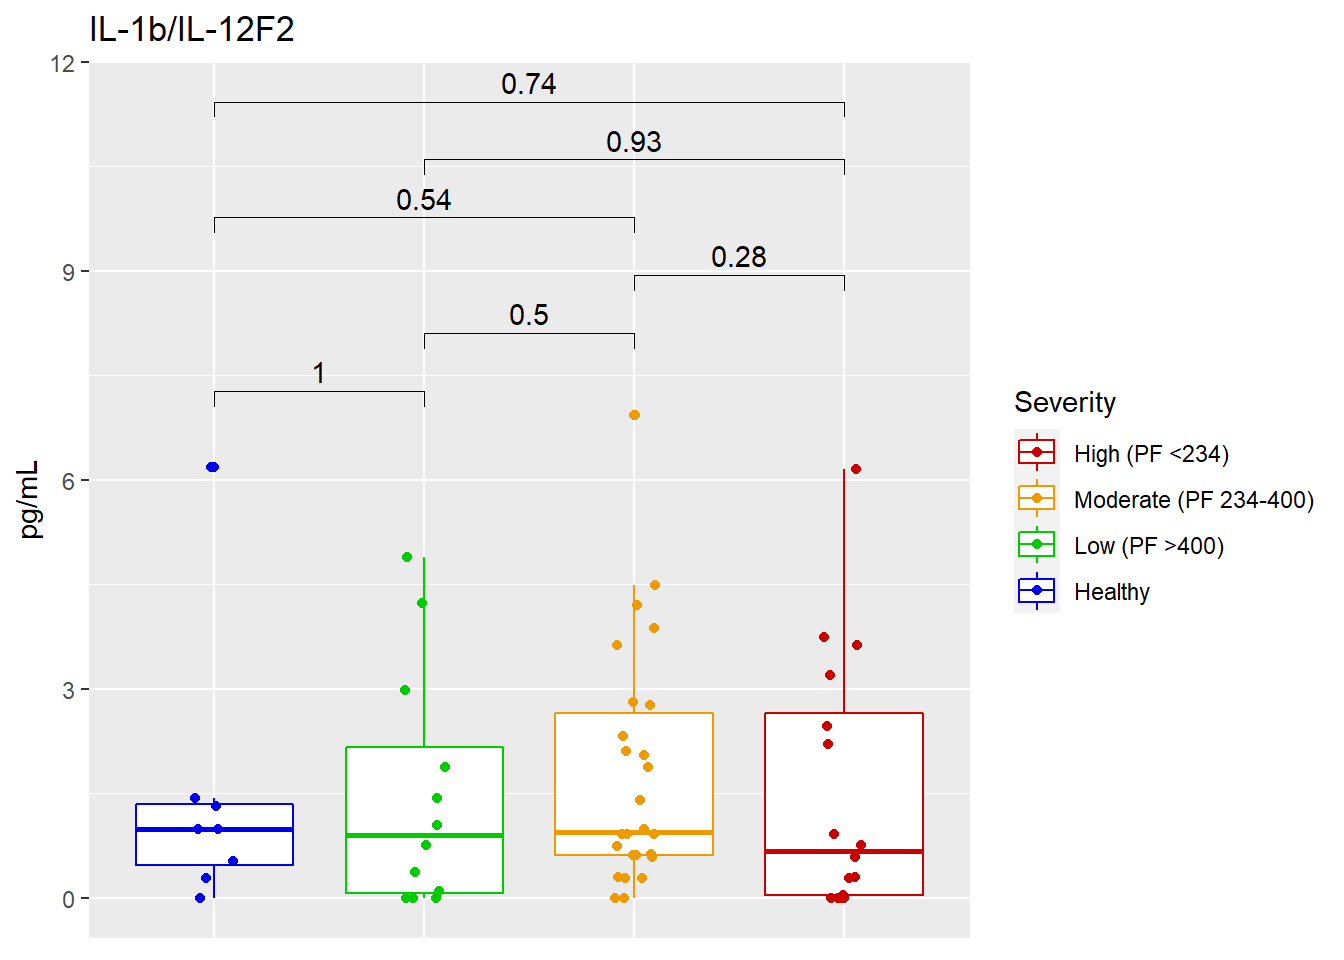 IL-1b/IL-12F2
12
0.74
0.93
0.54
9
0.28
0.5
1
6
3
0
pg/mL
Severity
High (PF <234)
Moderate (PF 234-400)
Low (PF >400)
Healthy